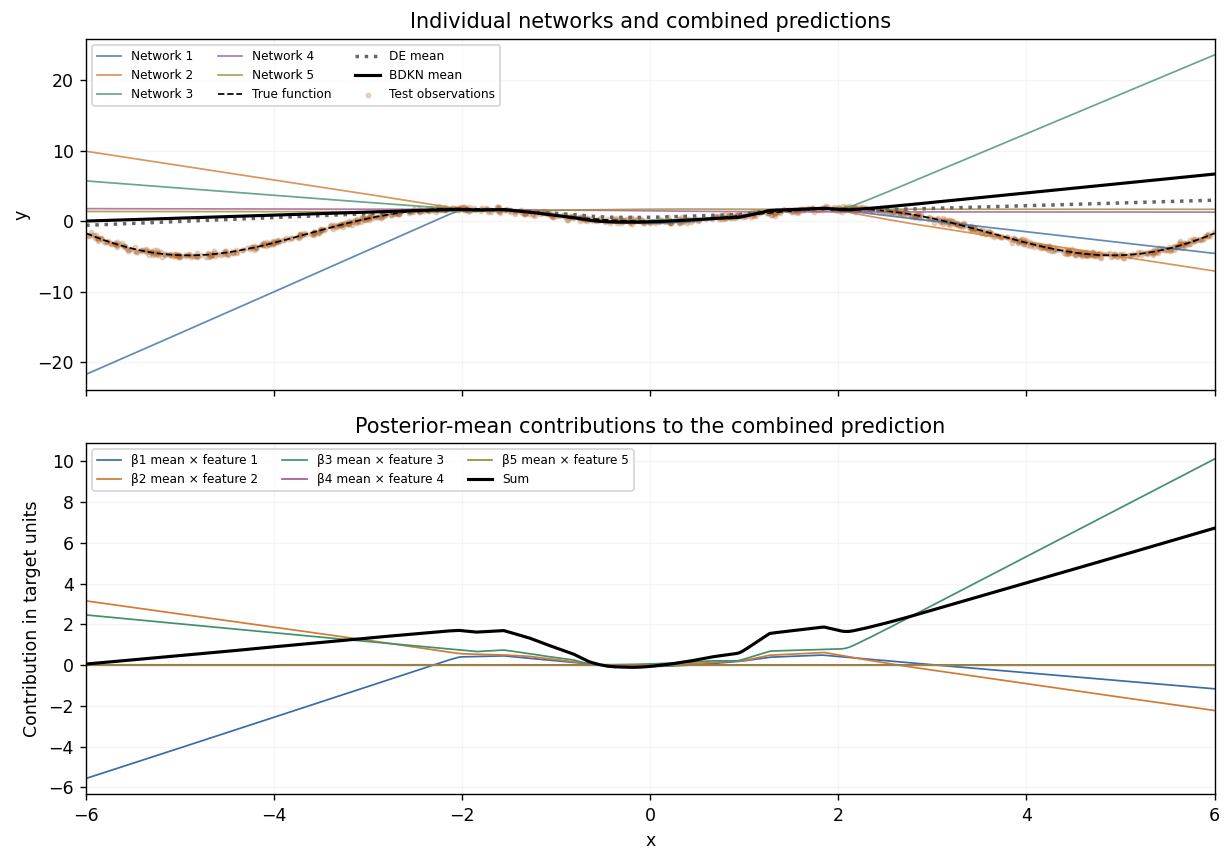 Individual networks and combined predictions
Network 1 Network 4 DE mean
Network 2 Network 5 BDKN mean
Network 3 True function Test observations
20
10
0
−10
−20
y
Posterior-mean contributions to the combined prediction
β1 mean × feature 1 β3 mean × feature 3 β5 mean × feature 5
β2 mean × feature 2 β4 mean × feature 4 Sum
10
8
6
4
2
0
−2
−4
−6
Contribution in target units
−6 −4 −2 0 2 4 6
x